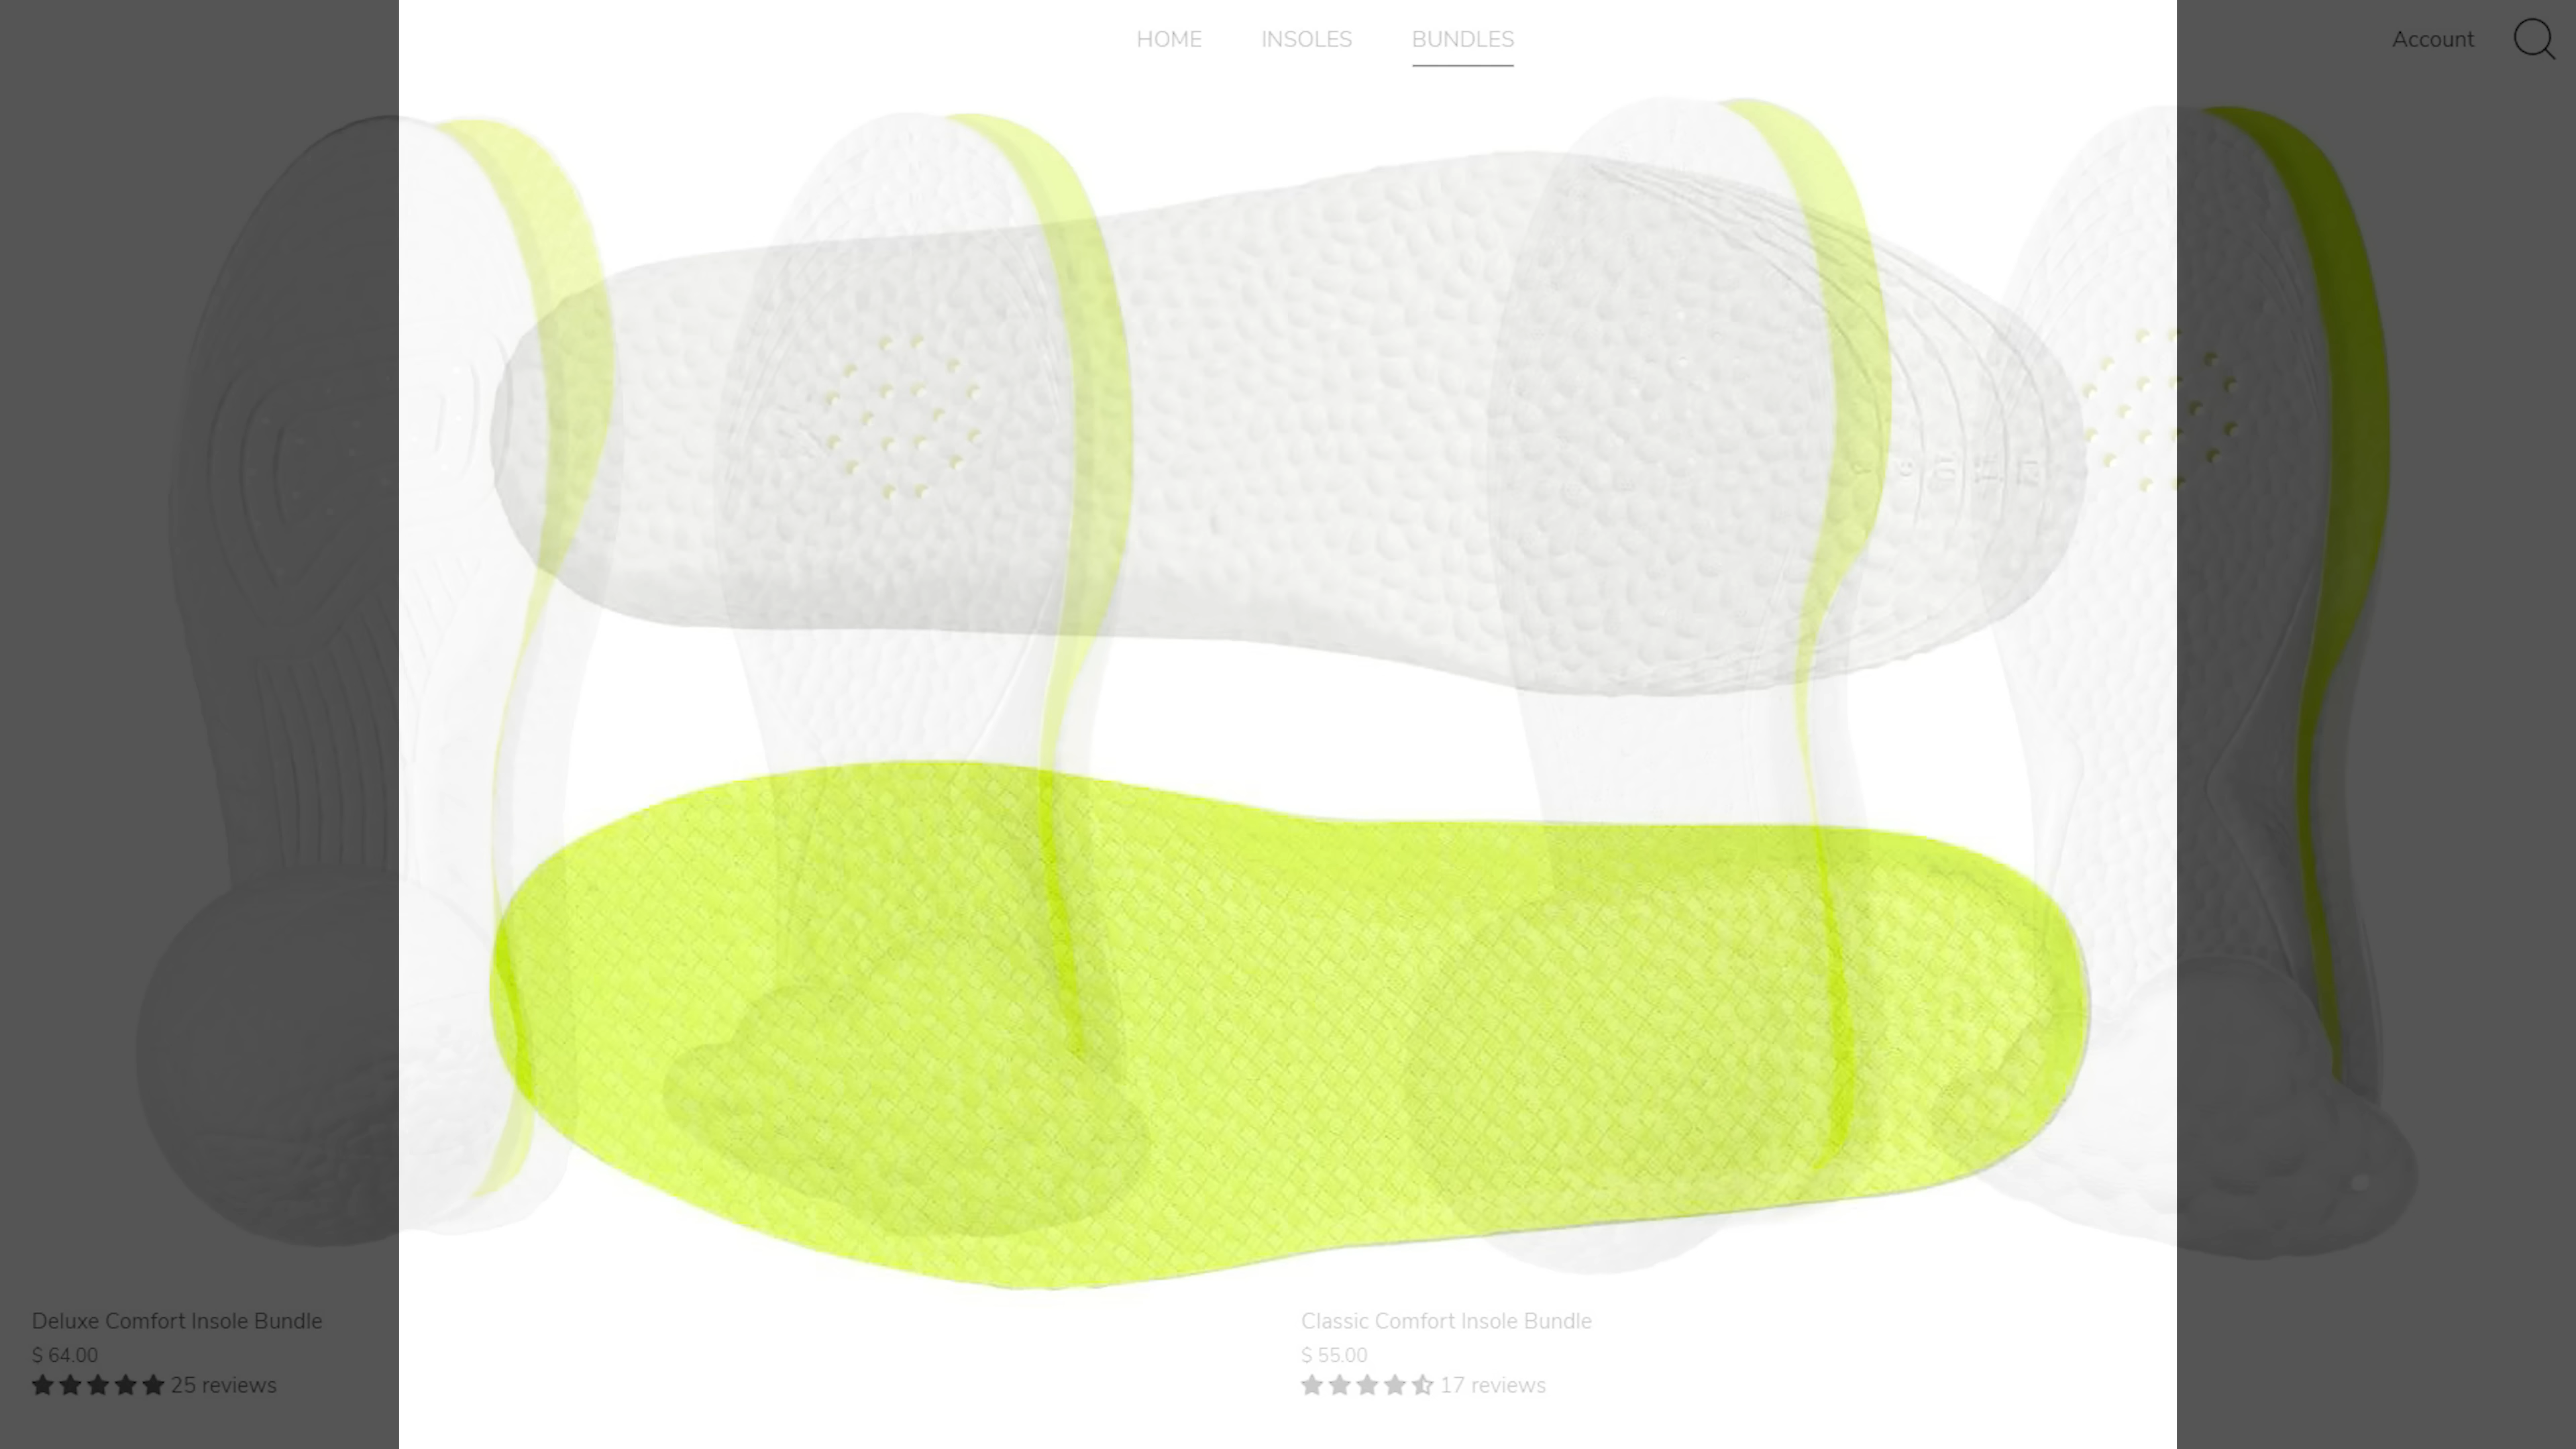 HOME INSOLES BUNDLES Account
Deluxe Comfort Insole Bundle
$ 64.00
25 reviews
Classic Comfort Insole Bundle
$ 55.00
17 reviews